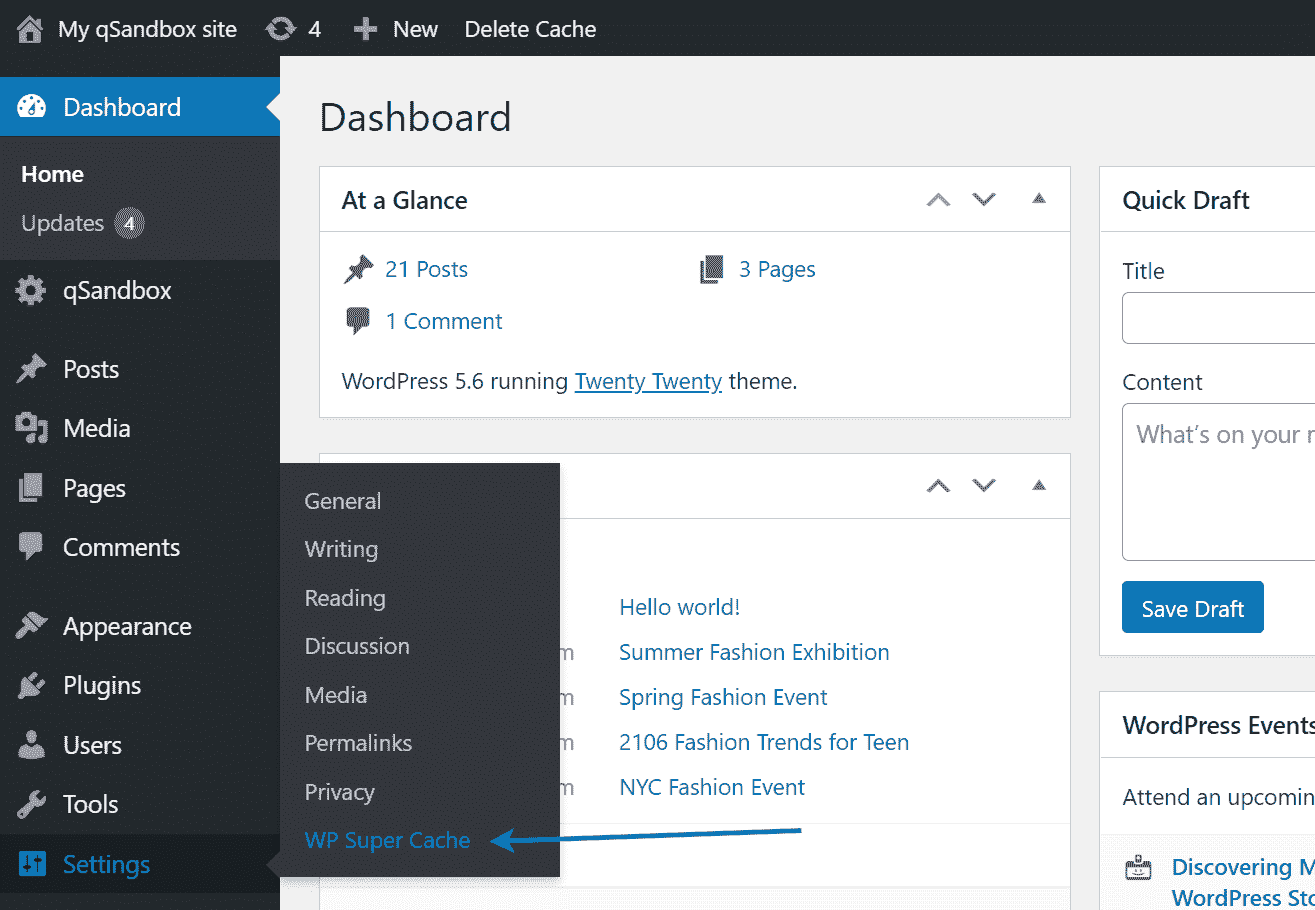 My qSandbox site 4 New Delete Cache
Dashboard
Home
Updates 4
qSandbox
Posts
Media
Pages
Comments
Appearance
Plugins
Users
Tools
Settings
General
Writing
Reading
Discussion
Media
Permalinks
Privacy
WP Super Cache
Dashboard
At a Glance
21 Posts 3 Pages
1 Comment
WordPress 5.6 running Twenty Twenty theme.
Hello world!
m Summer Fashion Exhibition
m Spring Fashion Event
m 2106 Fashion Trends for Teen
m NYC Fashion Event
Quick Draft
Title
Content
What's on your
Save Draft
WordPress Events
Attend an upcomin
Discovering M
WordPress Sto